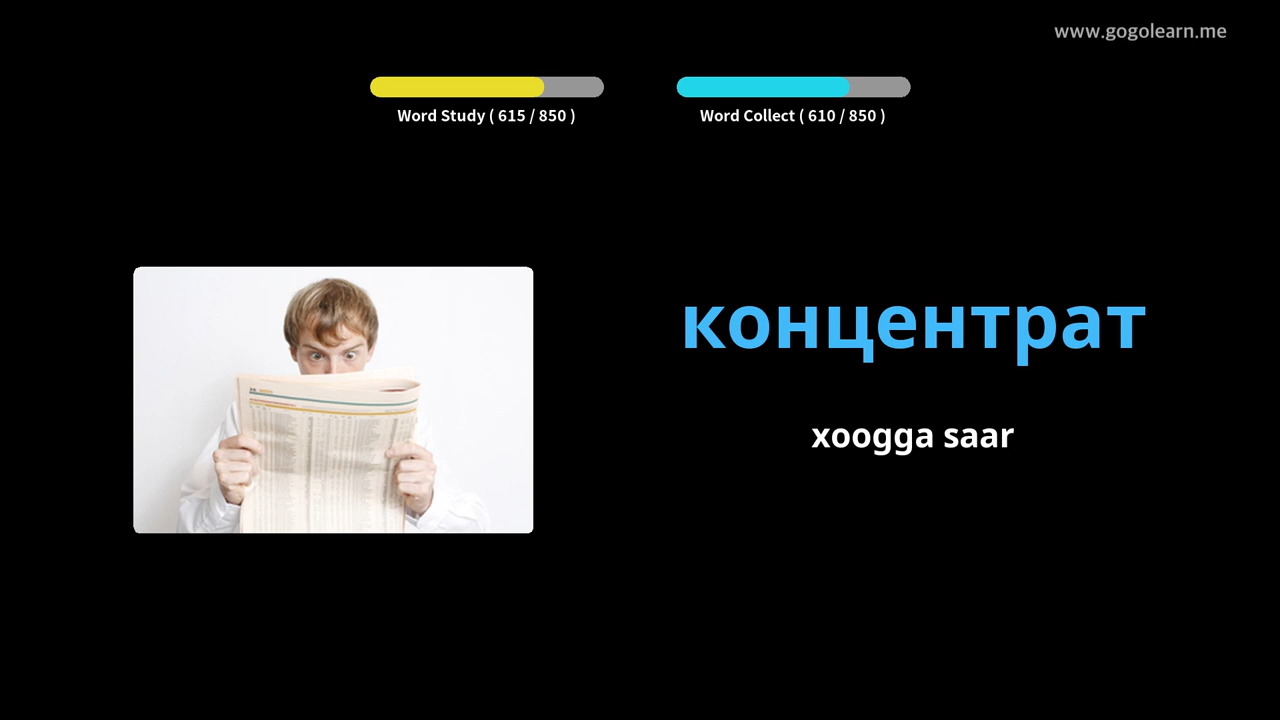 www.gogolearn.me
Word Study ( 615 / 850 )
Word Collect ( 610 / 850 )
концентрат
xoogga saar